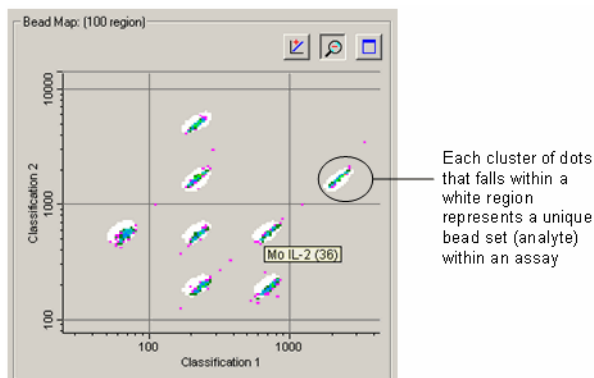 Bead Map: (100 region)
10000
1000
100
Classification 2
Mo IL-2 (36)
100
1000
Classification 1
Each cluster of dots
that falls within a
white region
represents a unique
bead set (analyte)
within an assay